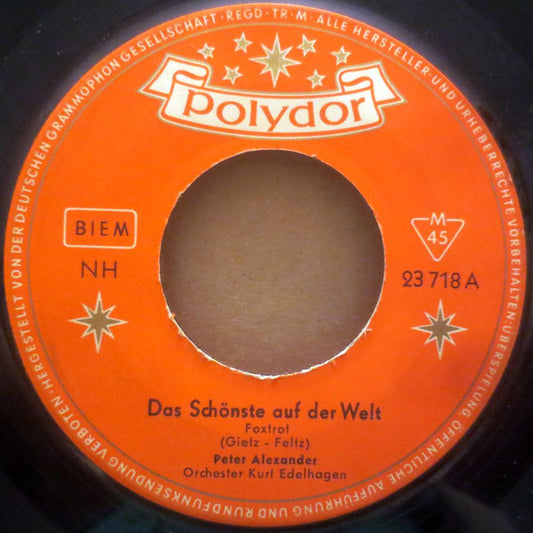 HERGESTELLT VON DER DEUTSCHEN GRAMMOPHON GESELLSCHAFT · REGD · TR · M · ALLE HERSTELLER- UND URHEBERRECHTE VORBEHALTEN · ÜBERSPIELUNG, ÖFFENTLICHE AUFFÜHRUNG UND RUNDFUNKSENDUNG VERBOTEN ·
polydor
BIEM
NH
M
45
23 718 A
Das Schönste auf der Welt
Foxtrot
(Gietz - Feltz)
Peter Alexander
Orchester Kurt Edelhagen